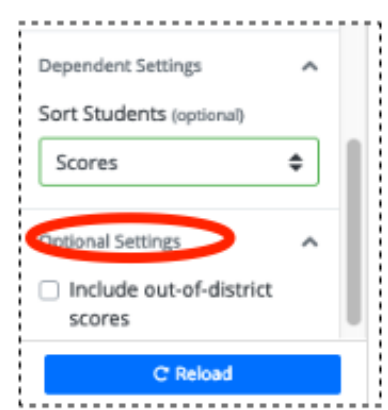 Dependent Settings
Sort Students (optional)
Scores
Optional Settings
Include out-of-district
scores
Reload